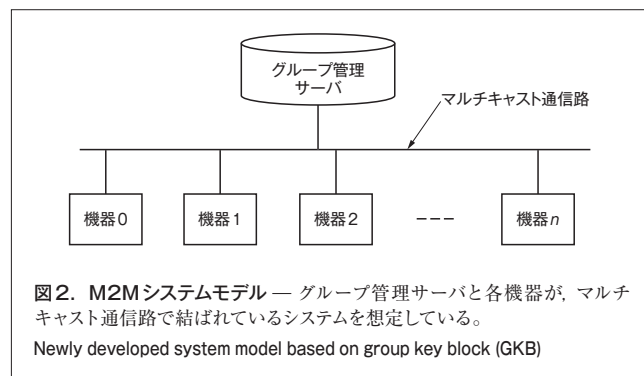 グループ管理
サーバ
マルチキャスト通信路
機器0
機器1
機器2
機器n
図2. M2Mシステムモデル — グループ管理サーバと各機器が, マルチ
キャスト通信路で結ばれているシステムを想定している。
Newly developed system model based on group key block (GKB)